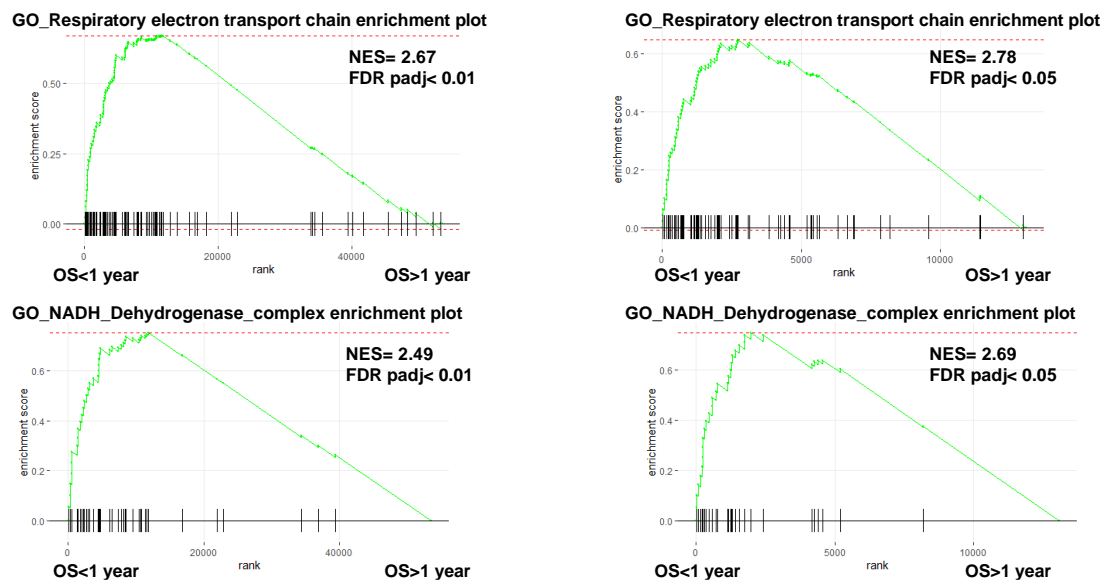 GO_Respiratory electron transport chain enrichment plot
NES= 2.67
FDR padj< 0.01
enrichment score
0.50
0.25
0.00
0
20000
40000
rank
OS<1 year
OS>1 year
GO_Respiratory electron transport chain enrichment plot
NES= 2.78
FDR padj< 0.05
enrichment score
0.6
0.4
0.2
0.0
0
5000
10000
rank
OS<1 year
OS>1 year
GO_NADH_Dehydrogenase_complex enrichment plot
NES= 2.49
FDR padj< 0.01
enrichment score
0.6
0.4
0.2
0.0
0
20000
40000
rank
OS<1 year
OS>1 year
GO_NADH_Dehydrogenase_complex enrichment plot
NES= 2.69
FDR padj< 0.05
enrichment score
0.6
0.4
0.2
0.0
0
5000
10000
rank
OS<1 year
OS>1 year